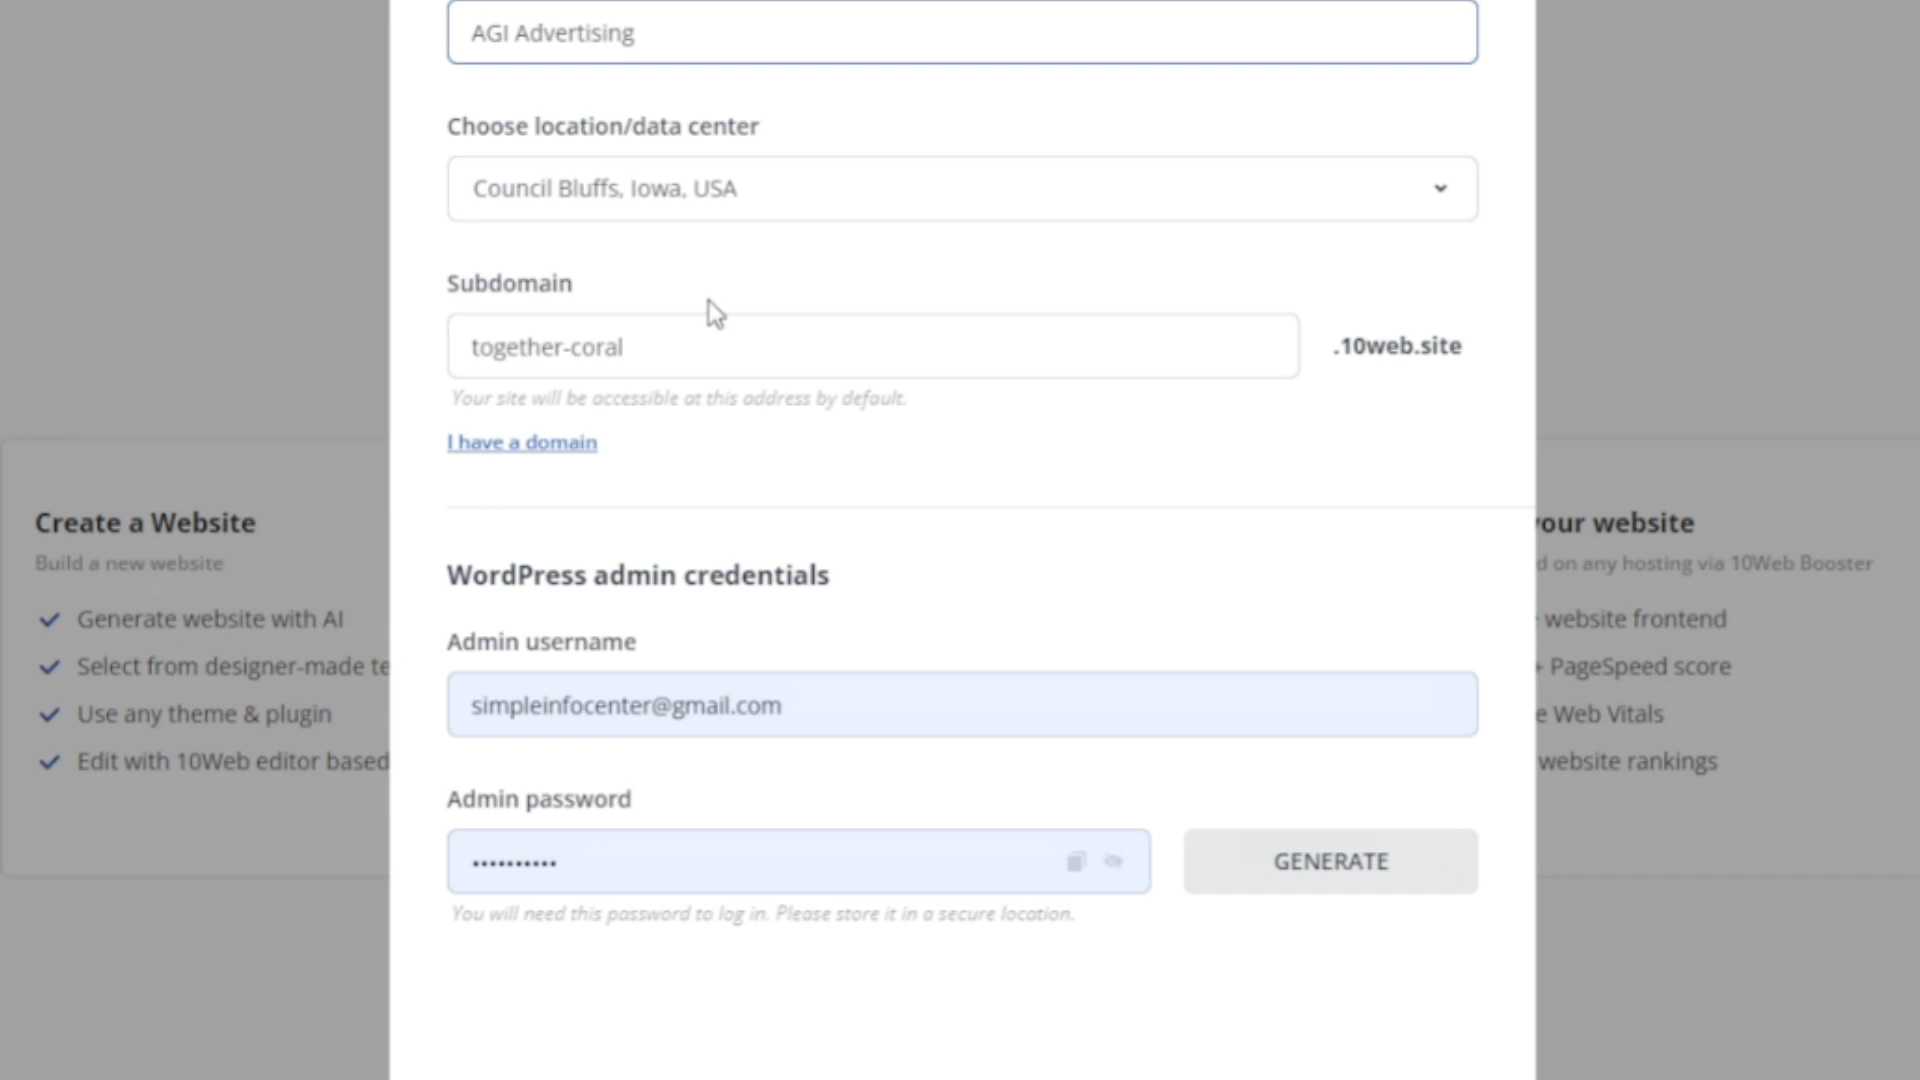 AGI Advertising
Choose location/data center
Council Bluffs, Iowa, USA
Subdomain
together-coral
.10web.site
Your site will be accessible at this address by default.
I have a domain
Create a Website
Build a new website
Generate website with AI
Select from designer-made te
Use any theme & plugin
Edit with 10Web editor based
WordPress admin credentials
Admin username
simpleinfocenter@gmail.com
Admin password
••••••••••
GENERATE
You will need this password to log in. Please store it in a secure location.
your website
d on any hosting via 10Web Booster
website frontend
PageSpeed score
e Web Vitals
website rankings